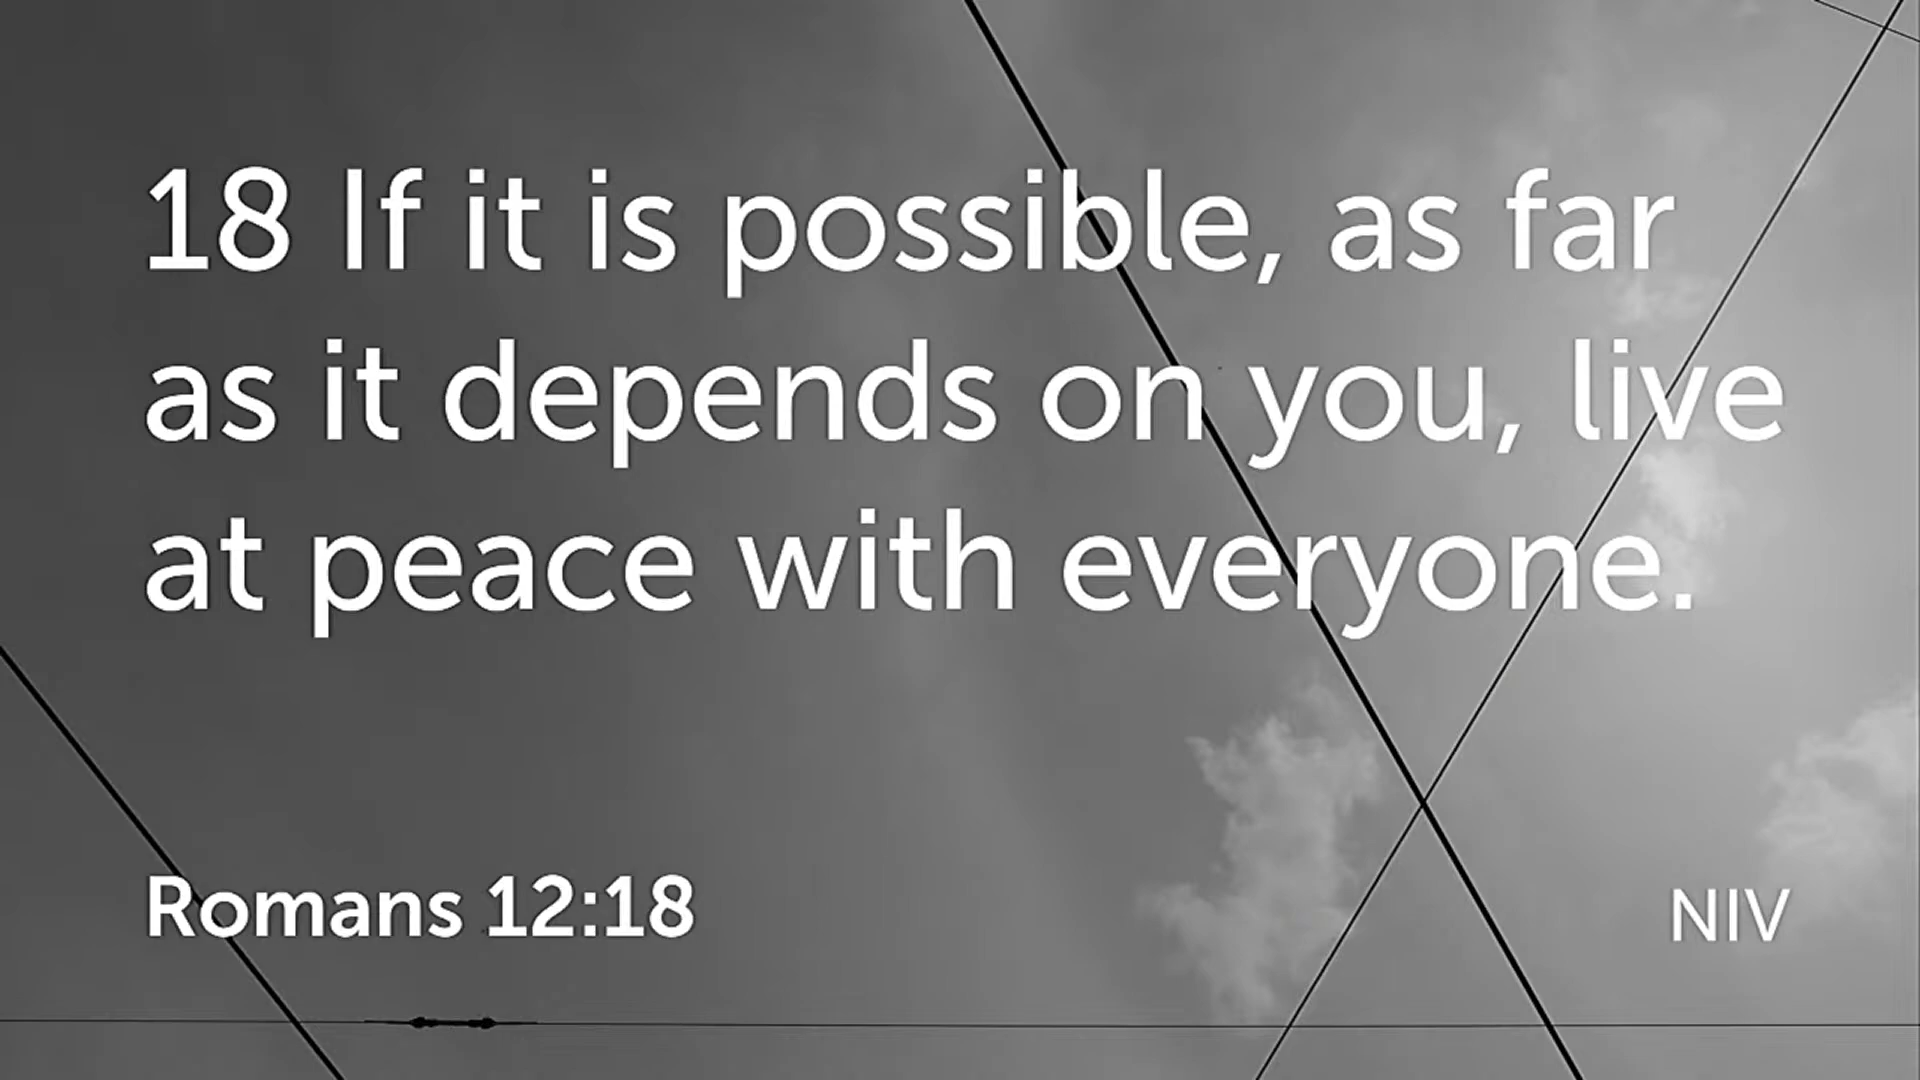 18 If it is possible, as far
as it depends on you, live
at peace with everyone.
Romans 12:18
NIV